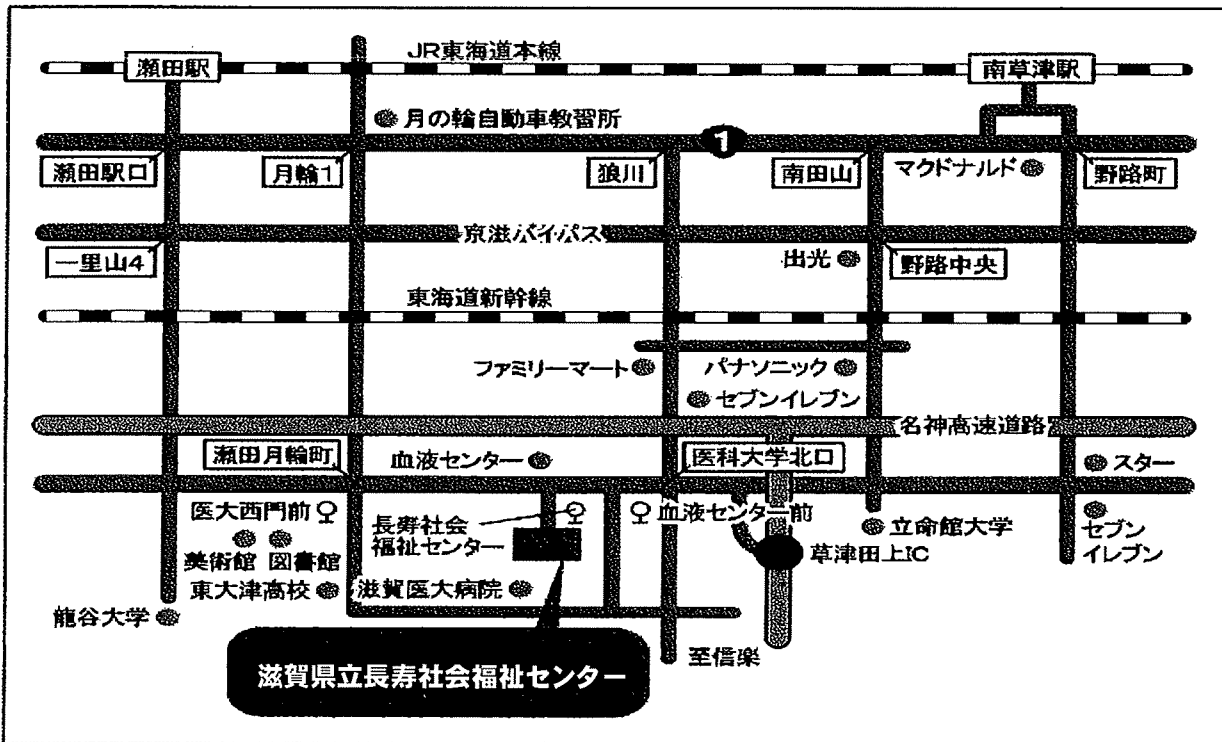 JR東海道本線
瀬田駅
南草津駅
月の輪自動車教習所
1
瀬田駅口
月輪1
狼川
南田山
マクドナルド
野路町
京滋バイパス
一里山4
出光
野路中央
東海道新幹線
ファミリーマート
パナソニック
セブンイレブン
名神高速道路
瀬田月輪町
血液センター
医科大学北口
スター
医大西門前
長寿社会
福祉センター
血液センター前
立命館大学
セブン
イレブン
美術館 図書館
草津田上IC
東大津高校
滋賀医大病院
龍谷大学
至信楽
滋賀県立長寿社会福祉センター